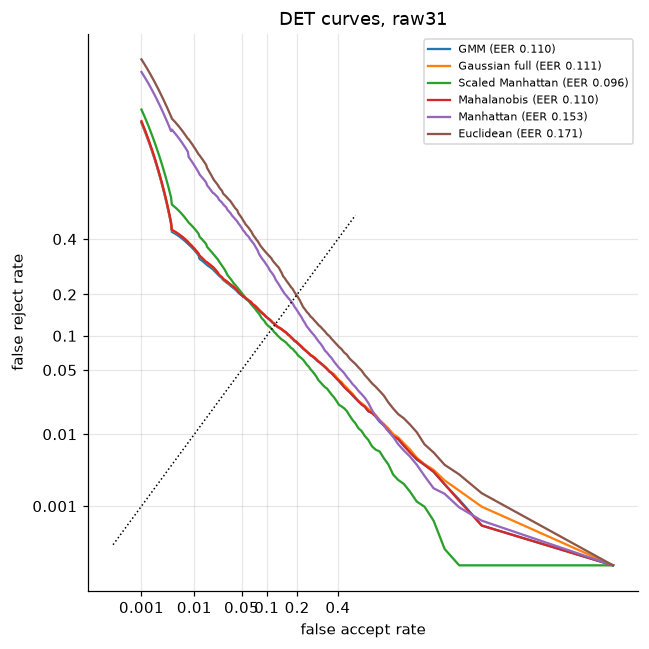 DET curves, raw31
GMM (EER 0.110)
Gaussian full (EER 0.111)
Scaled Manhattan (EER 0.096)
Mahalanobis (EER 0.110)
Manhattan (EER 0.153)
Euclidean (EER 0.171)
false reject rate
0.4
0.2
0.1
0.05
0.01
0.001
0.001 0.01 0.05 0.1 0.2 0.4
false accept rate